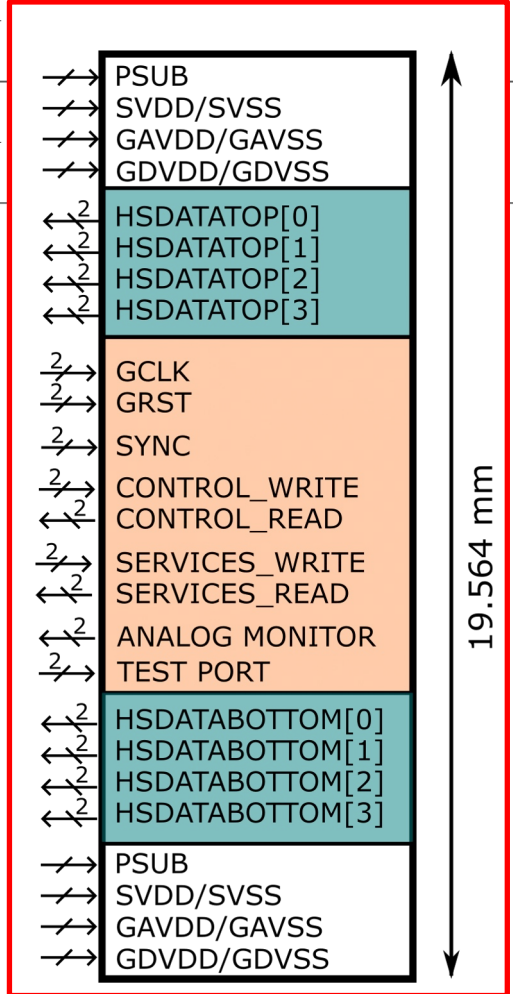 PSUB
SVDD/SVSS
GAVDD/GAVSS
GDVDD/GDVSS
2 HSDATATOP[0]
2 HSDATATOP[1]
2 HSDATATOP[2]
2 HSDATATOP[3]
2 GCLK
2 GRST
2 SYNC
2 CONTROL_WRITE
2 CONTROL_READ
2 SERVICES_WRITE
2 SERVICES_READ
2 ANALOG MONITOR
2 TEST PORT
2 HSDATABOTTOM[0]
2 HSDATABOTTOM[1]
2 HSDATABOTTOM[2]
2 HSDATABOTTOM[3]
PSUB
SVDD/SVSS
GAVDD/GAVSS
GDVDD/GDVSS
19.564 mm